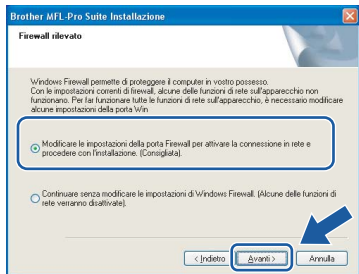 Brother MFL-Pro Suite Installazione
Firewall rilevato
Windows Firewall permette di proteggere il computer in vostro possesso.
Con le impostazioni correnti di firewall, alcune delle funzioni di rete sull'apparecchio non
funzionano. Per far funzionare tutte le funzioni di rete sull'apparecchio, è necessario modificare
alcune impostazioni della porta Win
Modificare le impostazioni della porta Firewall per attivare la connessione in rete e
procedere con l'installazione. (Consigliata).
Continuare senza modificare le impostazioni di Windows Firewall. (Alcune delle funzioni di
rete verranno disattivate).
< Indietro
Avanti >
Annulla